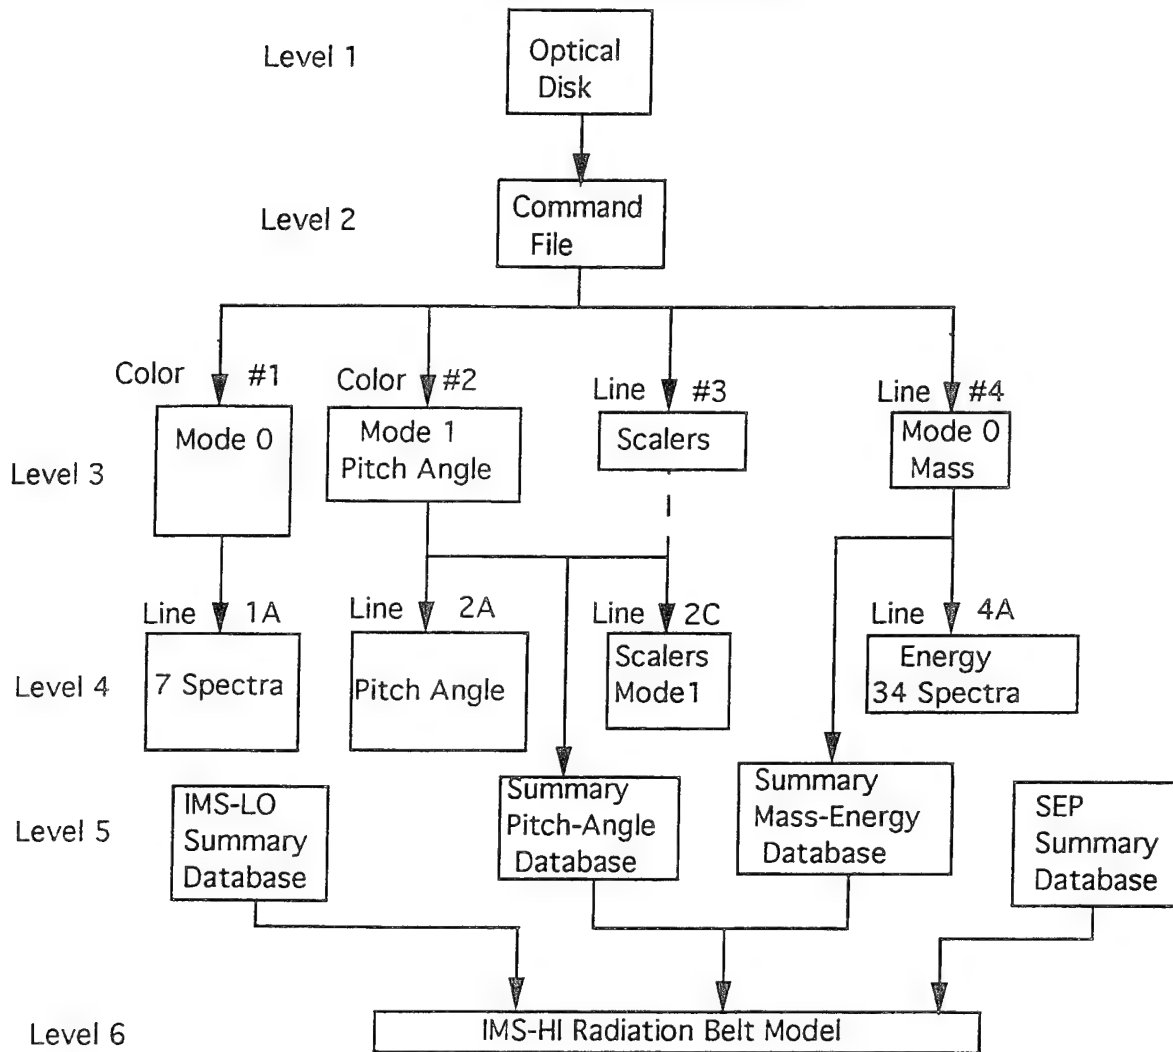 Level 1
Optical
Disk
Level 2
Command
File
Color #1
Color #2
Line #3
Line #4
Level 3
Mode 0
Mode 1
Pitch Angle
Scalers
Mode 0
Mass
Line 1A
Line 2A
Line 2C
Line 4A
Level 4
7 Spectra
Pitch Angle
Scalers
Mode1
Energy
34 Spectra
Level 5
IMS-LO
Summary
Database
Summary
Pitch-Angle
Database
Summary
Mass-Energy
Database
SEP
Summary
Database
Level 6
IMS-HI Radiation Belt Model